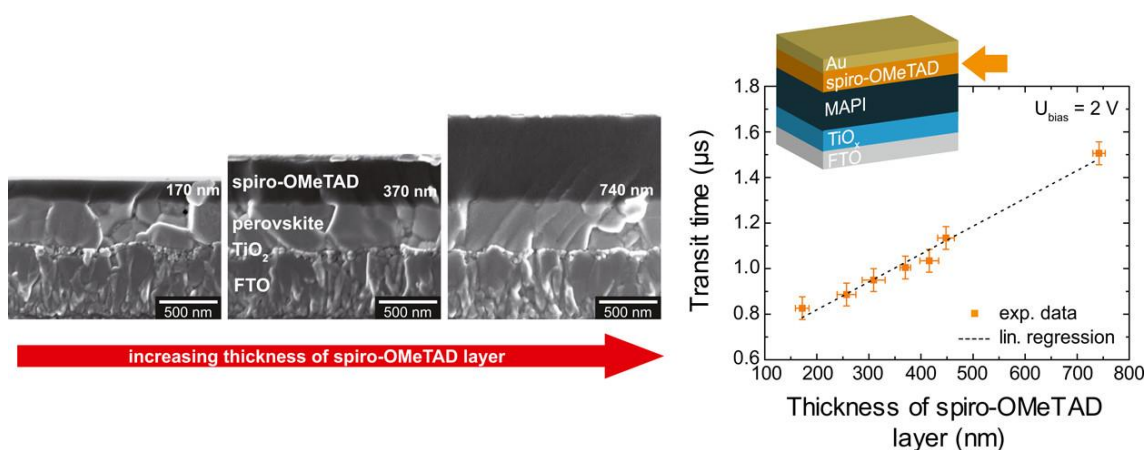 170 nm
500 nm
spiro-OMeTAD
370 nm
perovskite
TiO₂
FTO
500 nm
740 nm
500 nm
increasing thickness of spiro-OMeTAD layer
Au
spiro-OMeTAD
MAPI
TiOₓ
FTO
U_bias = 2 V
Transit time (µs)
1.8
1.6
1.4
1.2
1.0
0.8
0.6
exp. data
lin. regression
100 200 300 400 500 600 700 800
Thickness of spiro-OMeTAD
layer (nm)